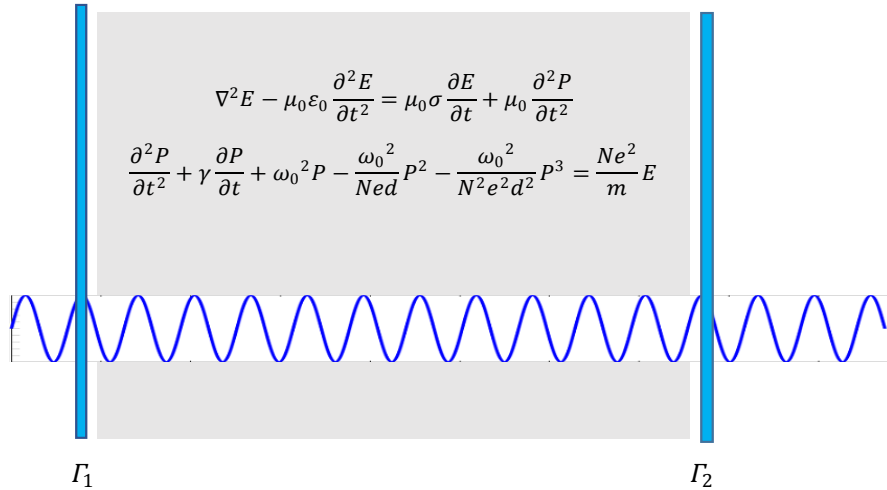 ∇²E − μ₀ε₀ ∂²E/∂t² = μ₀σ ∂E/∂t + μ₀ ∂²P/∂t²
∂²P/∂t² + γ ∂P/∂t + ω₀²P − ω₀²/Ned P² − ω₀²/N²e²d² P³ = Ne²/m E
Γ₁ Γ₂